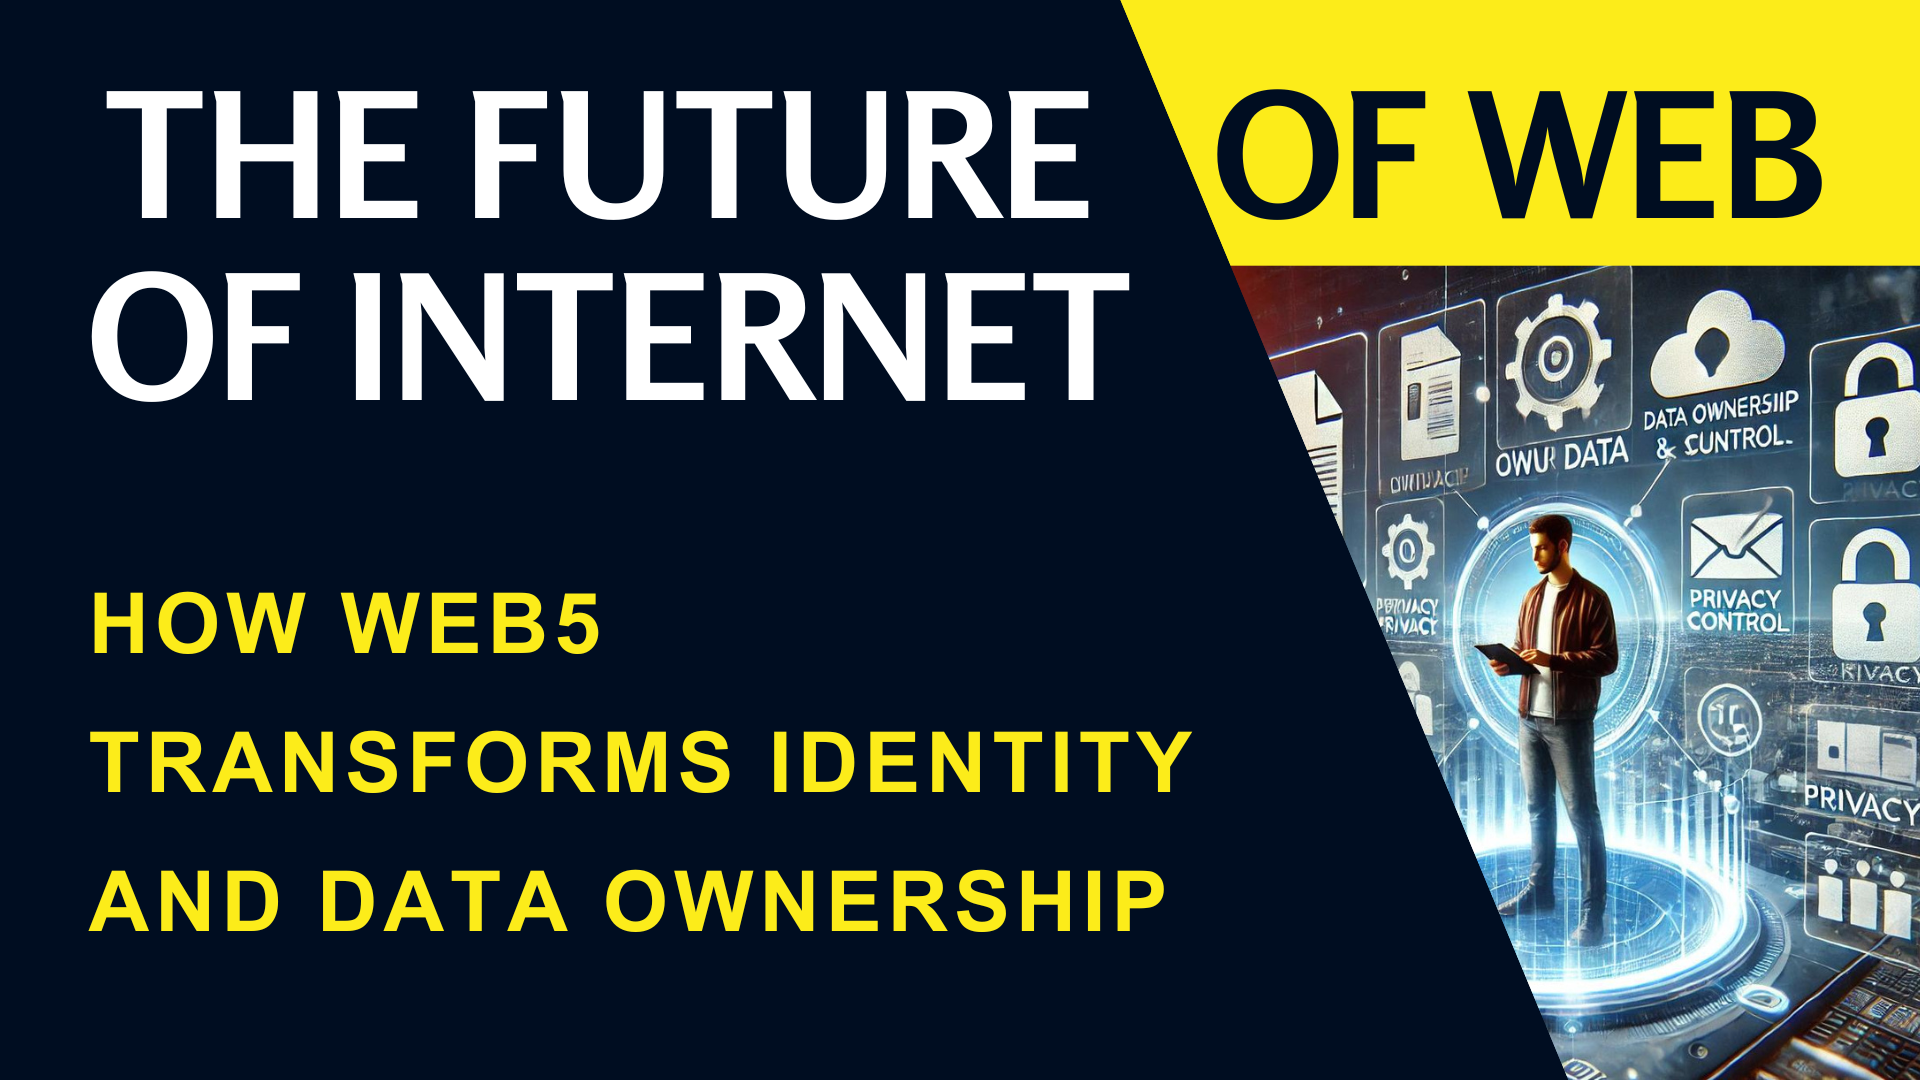 THE FUTURE OF WEB
OF INTERNET
HOW WEB5
TRANSFORMS IDENTITY
AND DATA OWNERSHIP
DATA OWNERSIIP
& CUNTROL
OWU DATA
PRIVACY
CONTROL
RIVACY
PRIVACY